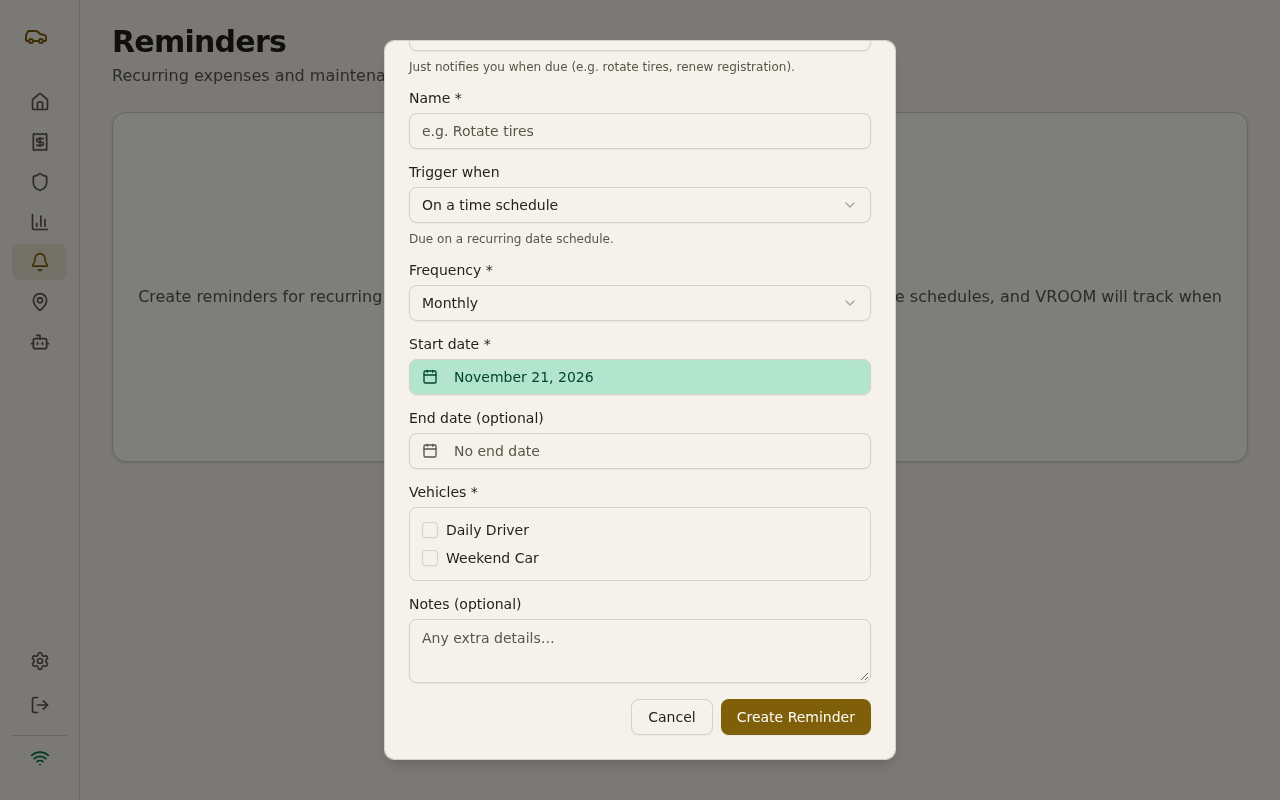 Reminders
Recurring expenses and maintena
Create reminders for recurring
e schedules, and VROOM will track when
Just notifies you when due (e.g. rotate tires, renew registration).
Name *
e.g. Rotate tires
Trigger when
On a time schedule
Due on a recurring date schedule.
Frequency *
Monthly
Start date *
November 21, 2026
End date (optional)
No end date
Vehicles *
Daily Driver
Weekend Car
Notes (optional)
Any extra details...
Cancel
Create Reminder